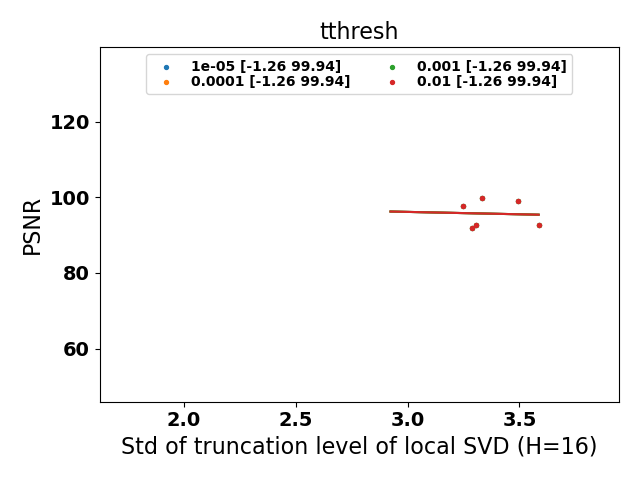 tthresh
1e-05 [-1.26 99.94]
0.0001 [-1.26 99.94]
0.001 [-1.26 99.94]
0.01 [-1.26 99.94]
PSNR
120
100
80
60
2.0 2.5 3.0 3.5
Std of truncation level of local SVD (H=16)